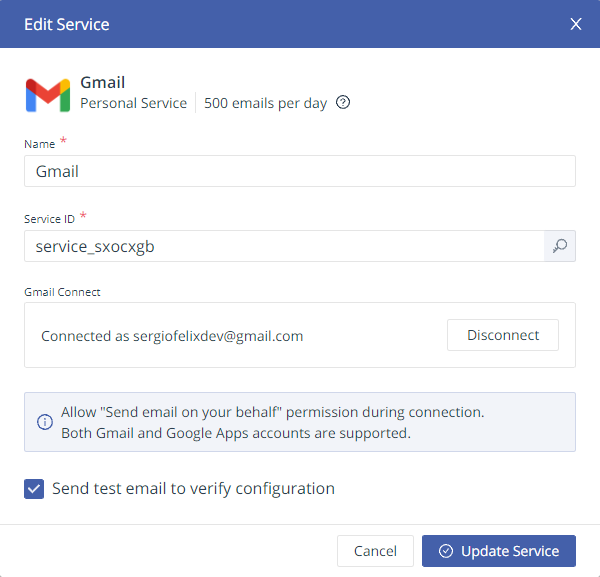 Edit Service
Gmail
Personal Service 500 emails per day
Name *
Gmail
Service ID *
service_sxocxgb
Gmail Connect
Connected as sergiofelixdev@gmail.com Disconnect
Allow "Send email on your behalf" permission during connection.
Both Gmail and Google Apps accounts are supported.
Send test email to verify configuration
Cancel Update Service